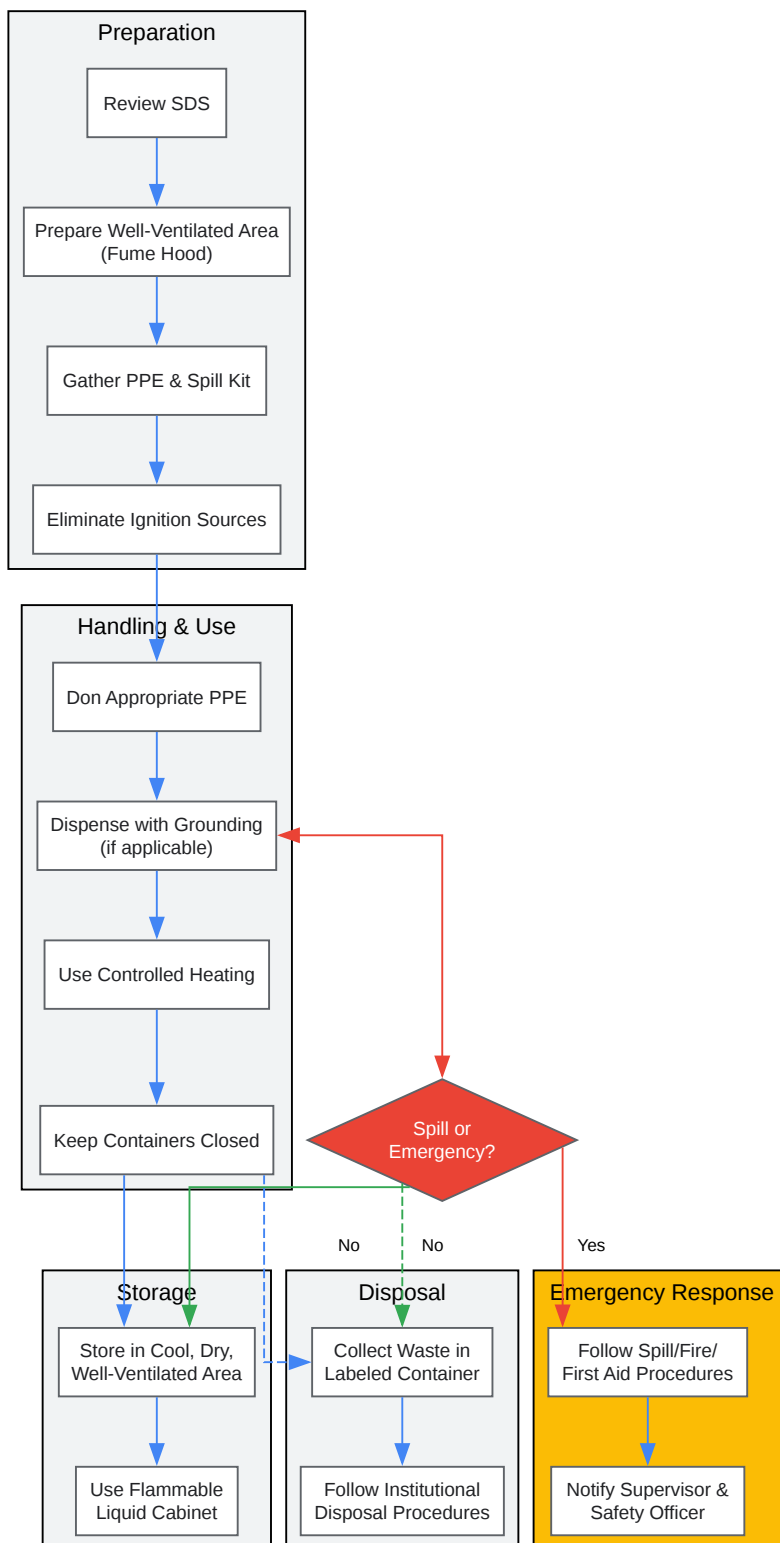 Preparation
Review SDS
Prepare Well-Ventilated Area
(Fume Hood)
Gather PPE & Spill Kit
Eliminate Ignition Sources
Handling & Use
Don Appropriate PPE
Dispense with Grounding
(if applicable)
Use Controlled Heating
Keep Containers Closed
Spill or
Emergency?
No
No
Yes
Storage
Store in Cool, Dry,
Well-Ventilated Area
Use Flammable
Liquid Cabinet
Disposal
Collect Waste in
Labeled Container
Follow Institutional
Disposal Procedures
Emergency Response
Follow Spill/Fire/
First Aid Procedures
Notify Supervisor &
Safety Officer